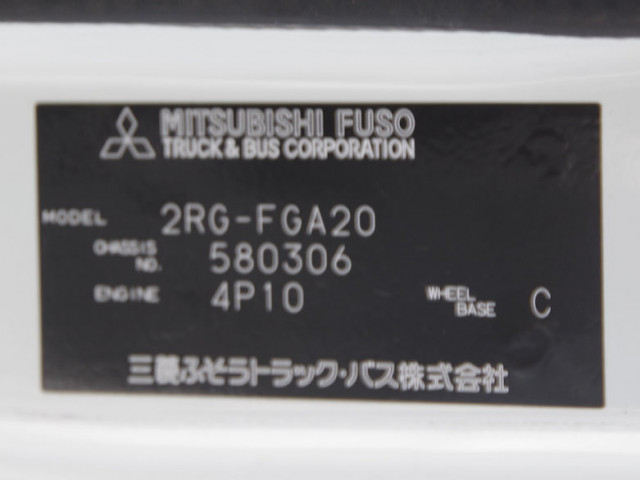 MITSUBISHI FUSO
TRUCK & BUS CORPORATION
MODEL 2RG-FGA20
CHASSIS NO. 580306
ENGINE 4P10 WHEEL BASE C
三菱ふそうトラック・バス株式会社